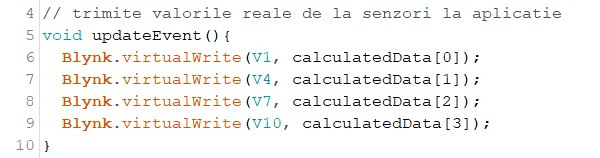 4 // trimite valorile reale de la senzori la aplicatie
5 void updateEvent(){
6 Blynk.virtualWrite(V1, calculatedData[0]);
7 Blynk.virtualWrite(V4, calculatedData[1]);
8 Blynk.virtualWrite(V7, calculatedData[2]);
9 Blynk.virtualWrite(V10, calculatedData[3]);
10 }